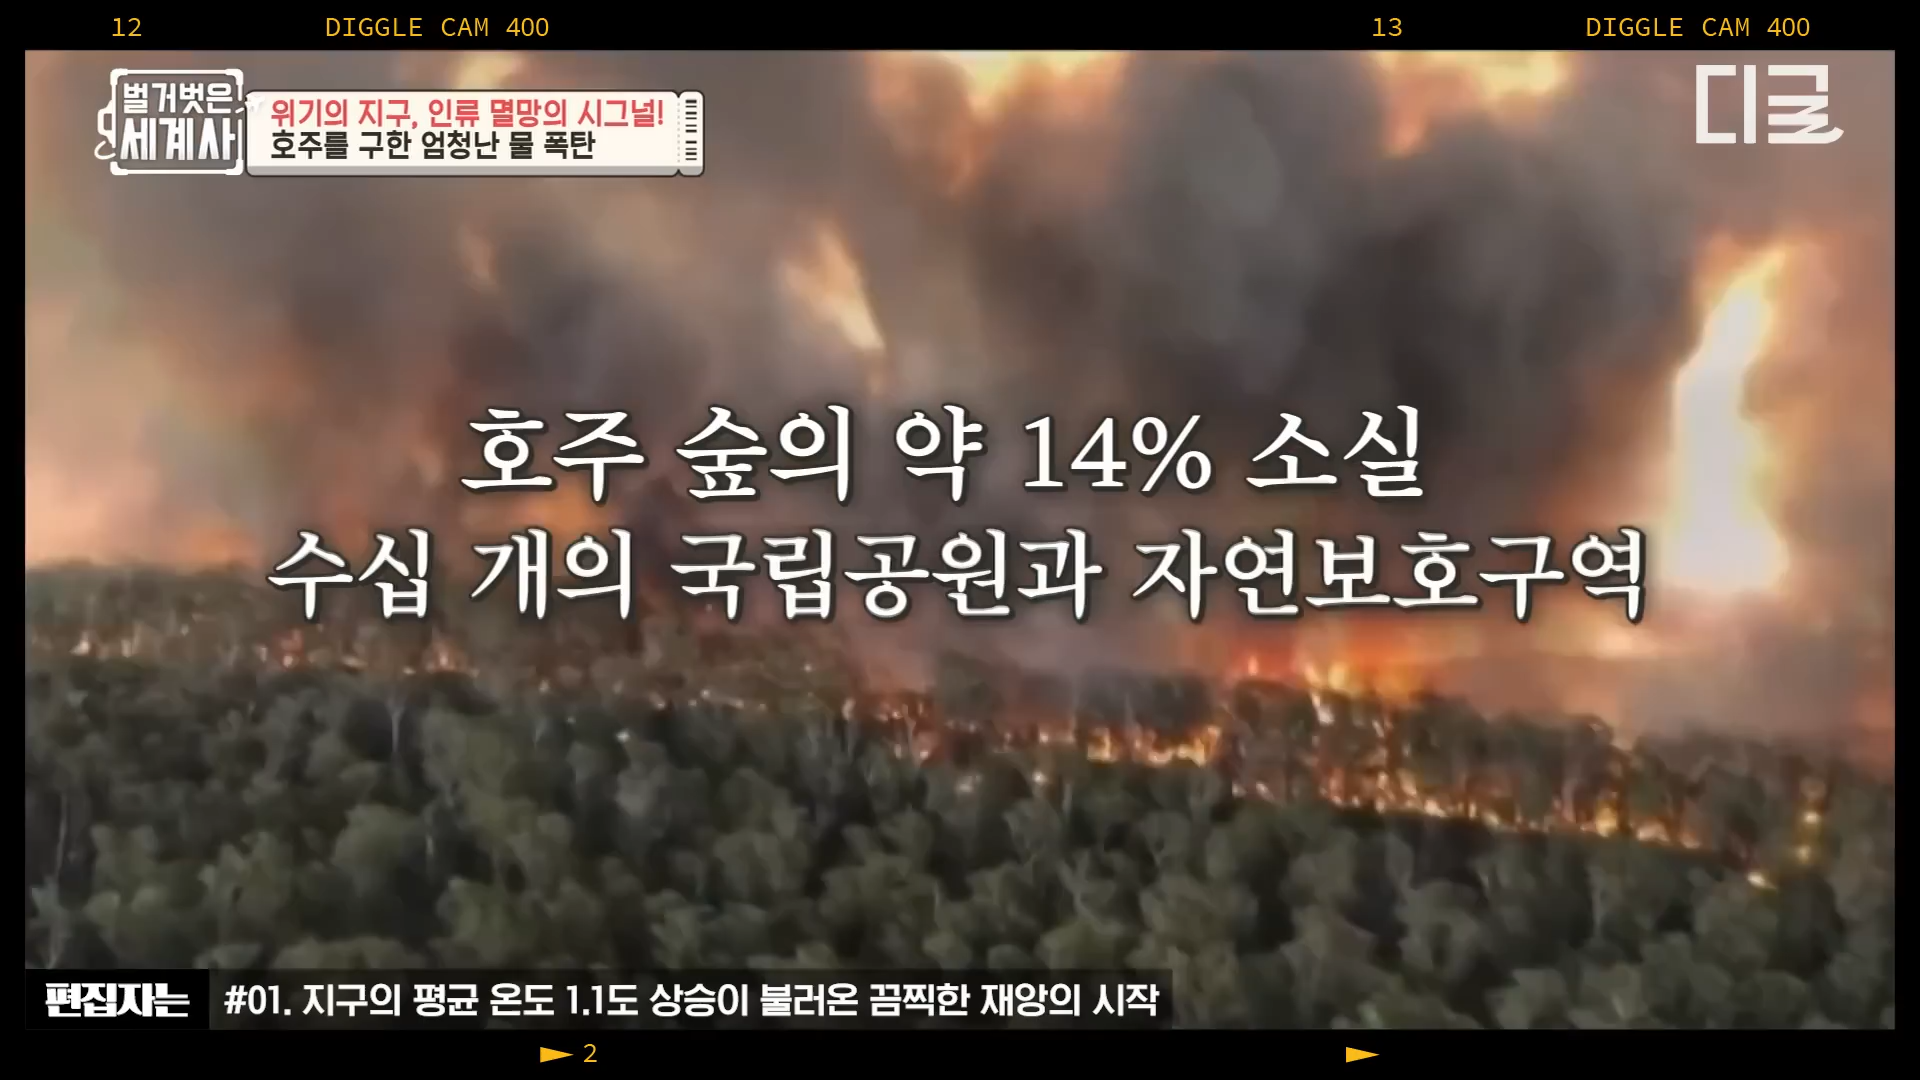 12 DIGGLE CAM 400 13 DIGGLE CAM 400
벌거벗은
세계사
위기의 지구, 인류 멸망의 시그널!
호주를 구한 엄청난 물 폭탄
디글
호주 숲의 약 14% 소실
수십 개의 국립공원과 자연보호구역
편집자는 #01. 지구의 평균 온도 1.1도 상승이 불러온 끔찍한 재앙의 시작
2